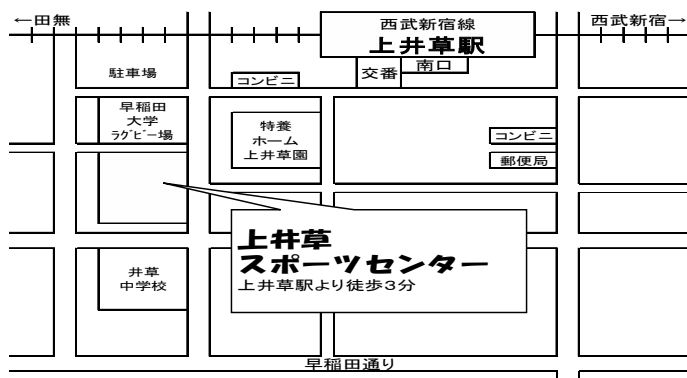 ←田無
西武新宿線
上井草駅
西武新宿→
駐車場
コンビニ
交番
南口
早稲田
大学
ラグビー場
特養
ホーム
上井草園
コンビニ
郵便局
上井草
スポーツセンター
上井草駅より徒歩3分
井草
中学校
早稲田通り